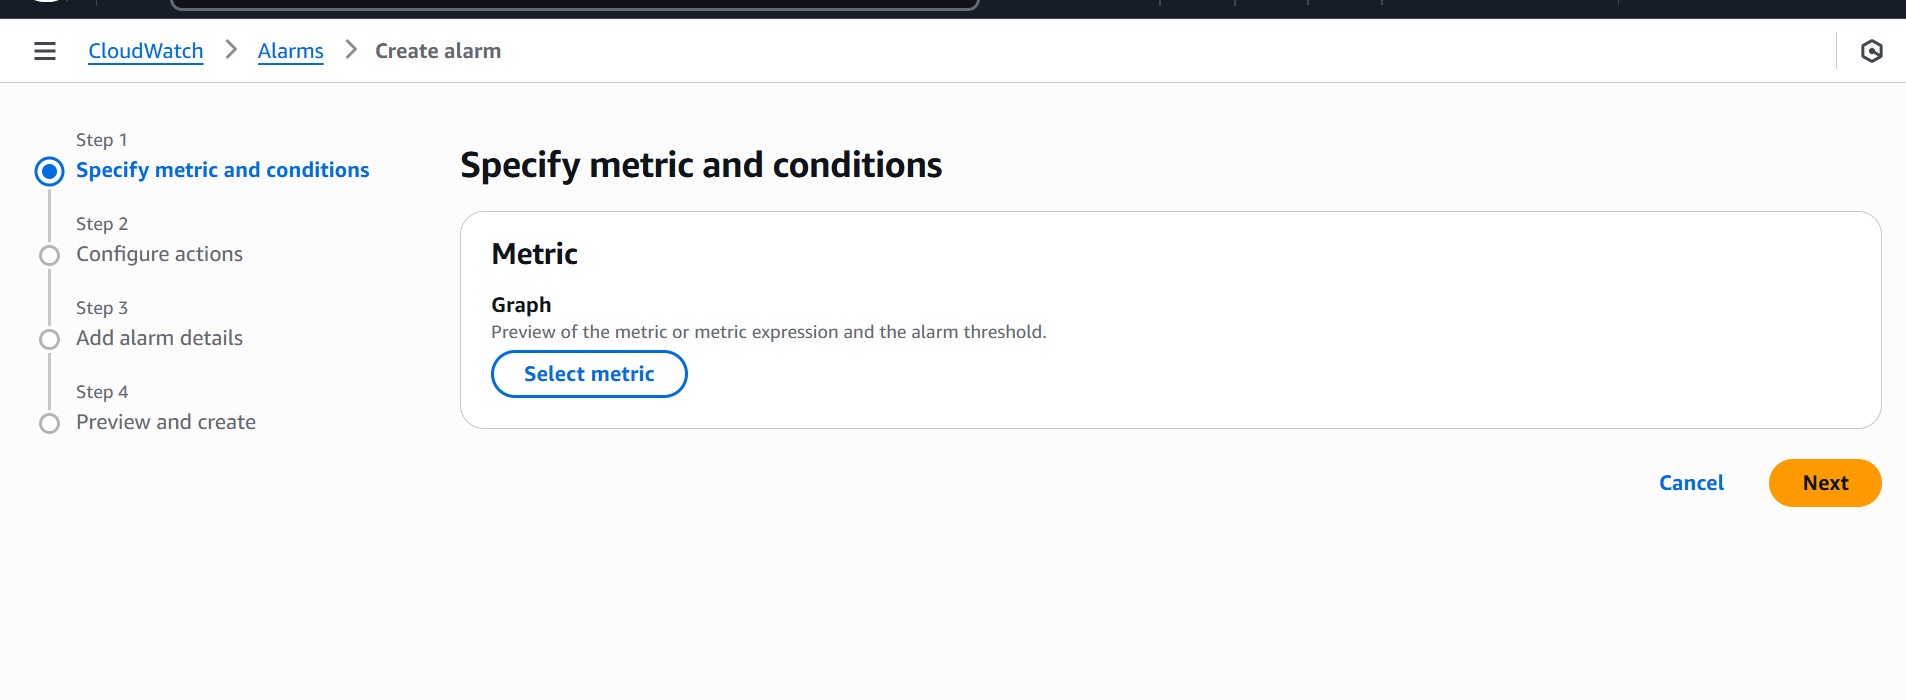 CloudWatch > Alarms > Create alarm
Step 1
Specify metric and conditions
Step 2
Configure actions
Step 3
Add alarm details
Step 4
Preview and create
Specify metric and conditions
Metric
Graph
Preview of the metric or metric expression and the alarm threshold.
Select metric
Cancel Next